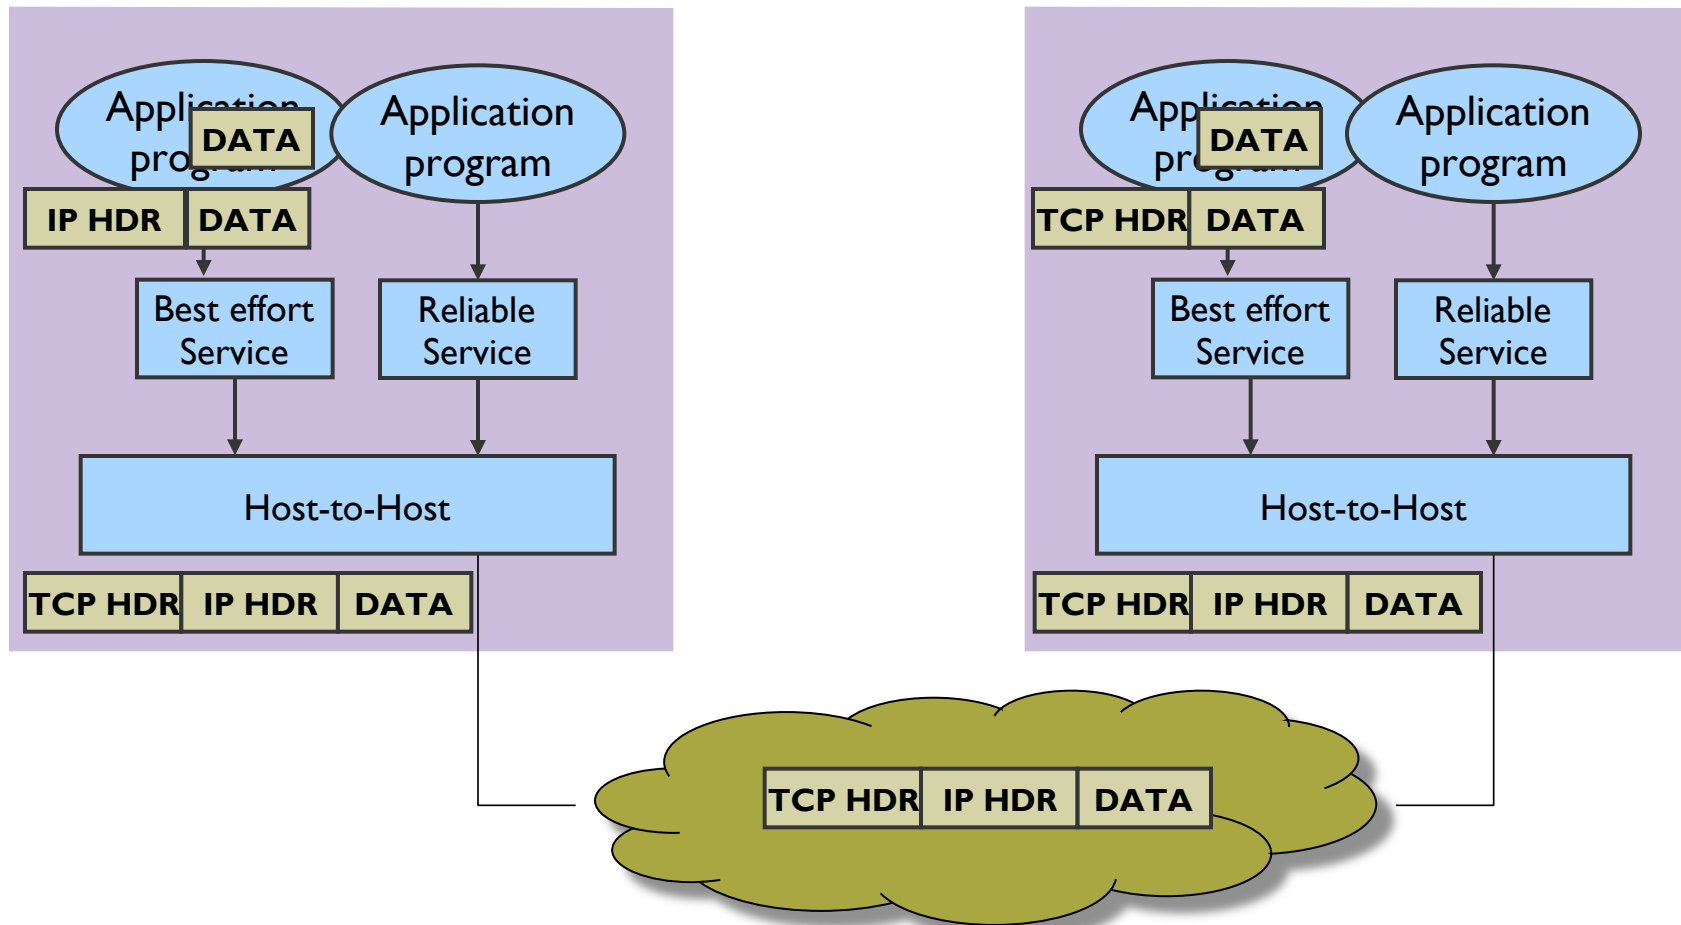 Application
program
DATA
Application
program
IP HDR DATA
Best effort
Service
Reliable
Service
Host-to-Host
TCP HDR IP HDR DATA
Application
program
DATA
Application
program
TCP HDR DATA
Best effort
Service
Reliable
Service
Host-to-Host
TCP HDR IP HDR DATA
TCP HDR IP HDR DATA